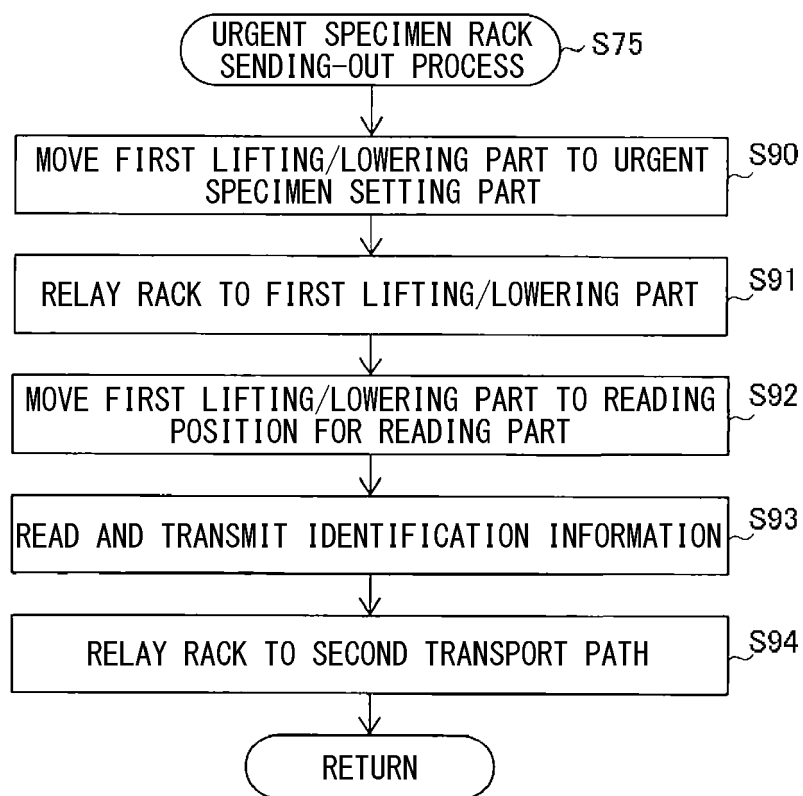 URGENT SPECIMEN RACK
SENDING-OUT PROCESS
S75
MOVE FIRST LIFTING/LOWERING PART TO URGENT
SPECIMEN SETTING PART
S90
RELAY RACK TO FIRST LIFTING/LOWERING PART
S91
MOVE FIRST LIFTING/LOWERING PART TO READING
POSITION FOR READING PART
S92
READ AND TRANSMIT IDENTIFICATION INFORMATION
S93
RELAY RACK TO SECOND TRANSPORT PATH
S94
RETURN